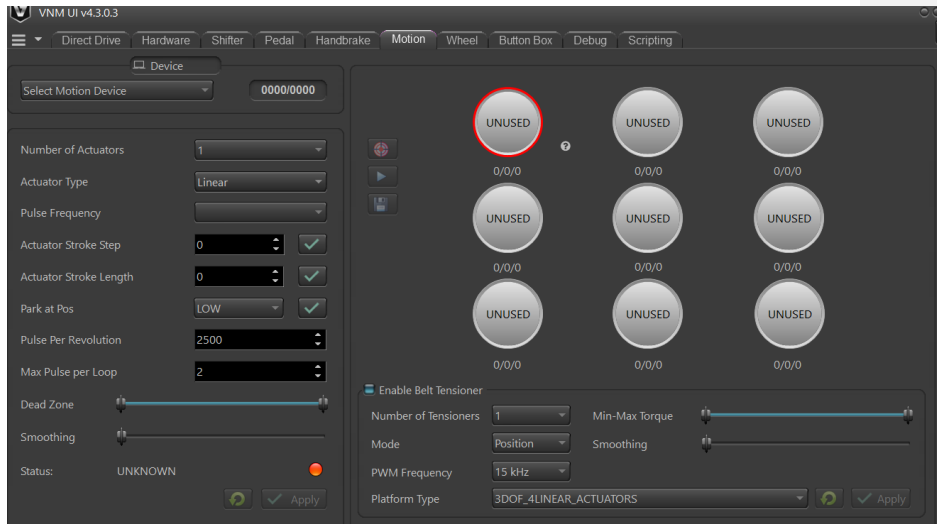 VNM UI v4.3.0.3
Direct Drive Hardware Shifter Pedal Handbrake Motion Wheel Button Box Debug Scripting
Device
Select Motion Device 0000/0000
Number of Actuators 1
Actuator Type Linear
Pulse Frequency
Actuator Stroke Step 0
Actuator Stroke Length 0
Park at Pos LOW
Pulse Per Revolution 2500
Max Pulse per Loop 2
Dead Zone
Smoothing
Status: UNKNOWN
Apply
UNUSED UNUSED UNUSED
?
0/0/0 0/0/0 0/0/0
UNUSED UNUSED UNUSED
0/0/0 0/0/0 0/0/0
UNUSED UNUSED UNUSED
0/0/0 0/0/0 0/0/0
Enable Belt Tensioner
Number of Tensioners 1 Min-Max Torque
Mode Position Smoothing
PWM Frequency 15 kHz
Platform Type 3DOF_4LINEAR_ACTUATORS Apply